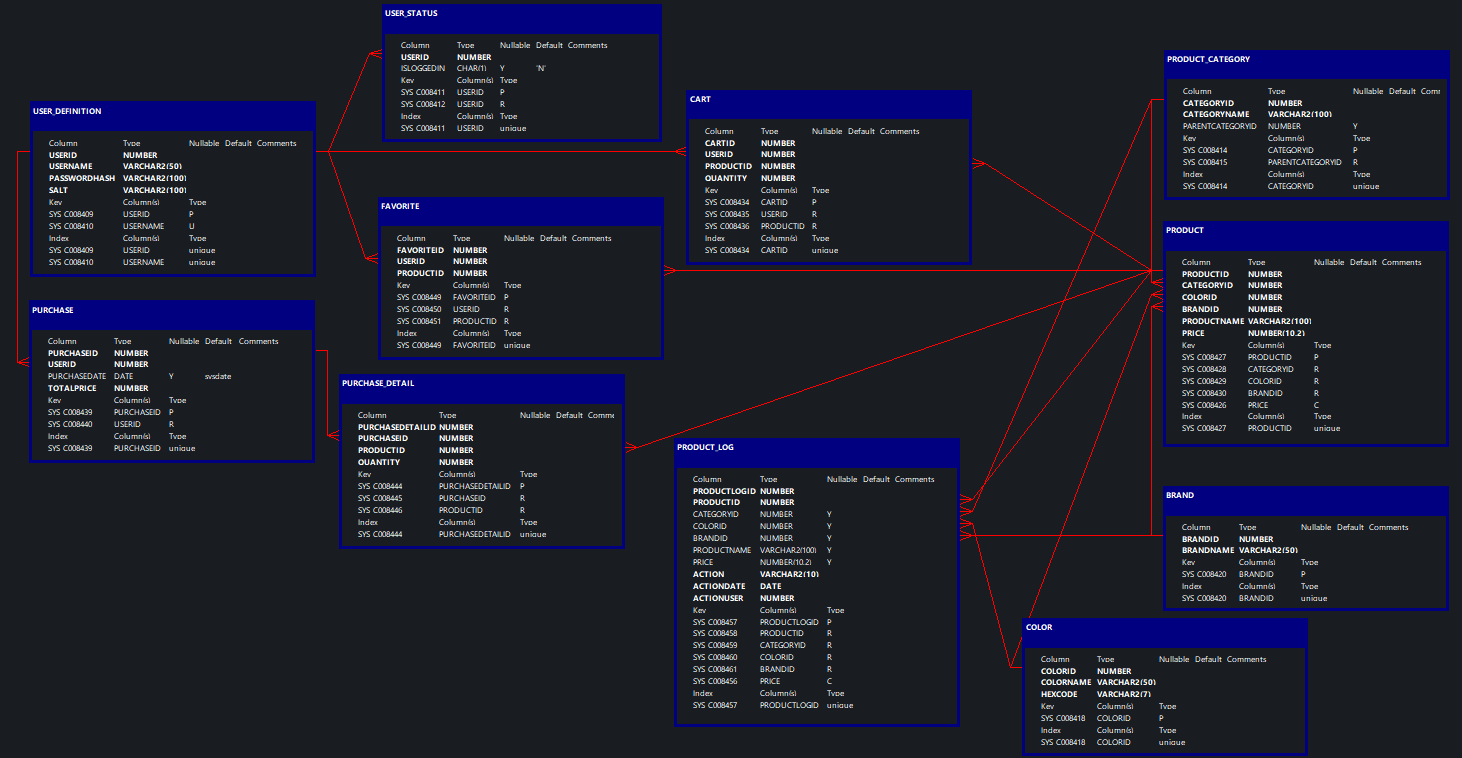 USER_STATUS
Column Type Nullable Default Comments
USERID NUMBER
ISLOGGEDIN CHAR(1) Y 'N'
Key Column(s) Type
SYS C008411 USERID P
SYS C008412 USERID R
Index Column(s) Type
SYS C008411 USERID unique
PRODUCT_CATEGORY
Column Type Nullable Default Comr
CATEGORYID NUMBER
CATEGORYNAME VARCHAR2(100)
PARENTCATEGORYID NUMBER Y
Key Column(s) Type
SYS C008414 CATEGORYID P
SYS C008415 PARENTCATEGORYID R
Index Column(s) Type
SYS C008414 CATEGORYID unique
CART
Column Type Nullable Default Comments
CARTID NUMBER
USERID NUMBER
PRODUCTID NUMBER
QUANTITY NUMBER
Key Column(s) Type
SYS C008434 CARTID P
SYS C008435 USERID R
SYS C008436 PRODUCTID R
Index Column(s) Type
SYS C008434 CARTID unique
USER_DEFINITION
Column Type Nullable Default Comments
USERID NUMBER
USERNAME VARCHAR2(50)
PASSWORDHASH VARCHAR2(100)
SALT VARCHAR2(100)
Key Column(s) Type
SYS C008409 USERID P
SYS C008410 USERNAME U
Index Column(s) Type
SYS C008409 USERID unique
SYS C008410 USERNAME unique
FAVORITE
Column Type Nullable Default Comments
FAVORITEID NUMBER
USERID NUMBER
PRODUCTID NUMBER
Key Column(s) Type
SYS C008449 FAVORITEID P
SYS C008450 USERID R
SYS C008451 PRODUCTID R
Index Column(s) Type
SYS C008449 FAVORITEID unique
PRODUCT
Column Type Nullable Default Comments
PRODUCTID NUMBER
CATEGORYID NUMBER
COLORID NUMBER
BRANDID NUMBER
PRODUCTNAME VARCHAR2(100)
PRICE NUMBER(10,2)
Key Column(s) Type
SYS C008427 PRODUCTID P
SYS C008428 CATEGORYID R
SYS C008429 COLORID R
SYS C008430 BRANDID R
SYS C008426 PRICE C
Index Column(s) Type
SYS C008427 PRODUCTID unique
PURCHASE
Column Type Nullable Default Comments
PURCHASEID NUMBER
USERID NUMBER
PURCHASEDATE DATE Y sysdate
TOTALPRICE NUMBER
Key Column(s) Type
SYS C008439 PURCHASEID P
SYS C008440 USERID R
Index Column(s) Type
SYS C008439 PURCHASEID unique
PURCHASE_DETAIL
Column Type Nullable Default Comme
PURCHASEDETAILID NUMBER
PURCHASEID NUMBER
PRODUCTID NUMBER
QUANTITY NUMBER
Key Column(s) Type
SYS C008444 PURCHASEDETAILID P
SYS C008445 PURCHASEID R
SYS C008446 PRODUCTID R
Index Column(s) Type
SYS C008444 PURCHASEDETAILID unique
PRODUCT_LOG
Column Type Nullable Default Comments
PRODUCTLOGID NUMBER
PRODUCTID NUMBER
CATEGORYID NUMBER Y
COLORID NUMBER Y
BRANDID NUMBER Y
PRODUCTNAME VARCHAR2(100) Y
PRICE NUMBER(10,2) Y
ACTION VARCHAR2(10)
ACTIONDATE DATE
ACTIONUSER NUMBER
Key Column(s) Type
SYS C008457 PRODUCTLOGID P
SYS C008458 PRODUCTID R
SYS C008459 CATEGORYID R
SYS C008460 COLORID R
SYS C008461 BRANDID R
SYS C008456 PRICE C
Index Column(s) Type
SYS C008457 PRODUCTLOGID unique
BRAND
Column Type Nullable Default Comments
BRANDID NUMBER
BRANDNAME VARCHAR2(50)
Key Column(s) Type
SYS C008420 BRANDID P
Index Column(s) Type
SYS C008420 BRANDID unique
COLOR
Column Type Nullable Default Comments
COLORID NUMBER
COLORNAME VARCHAR2(50)
HEXCODE VARCHAR2(7)
Key Column(s) Type
SYS C008418 COLORID P
Index Column(s) Type
SYS C008418 COLORID unique